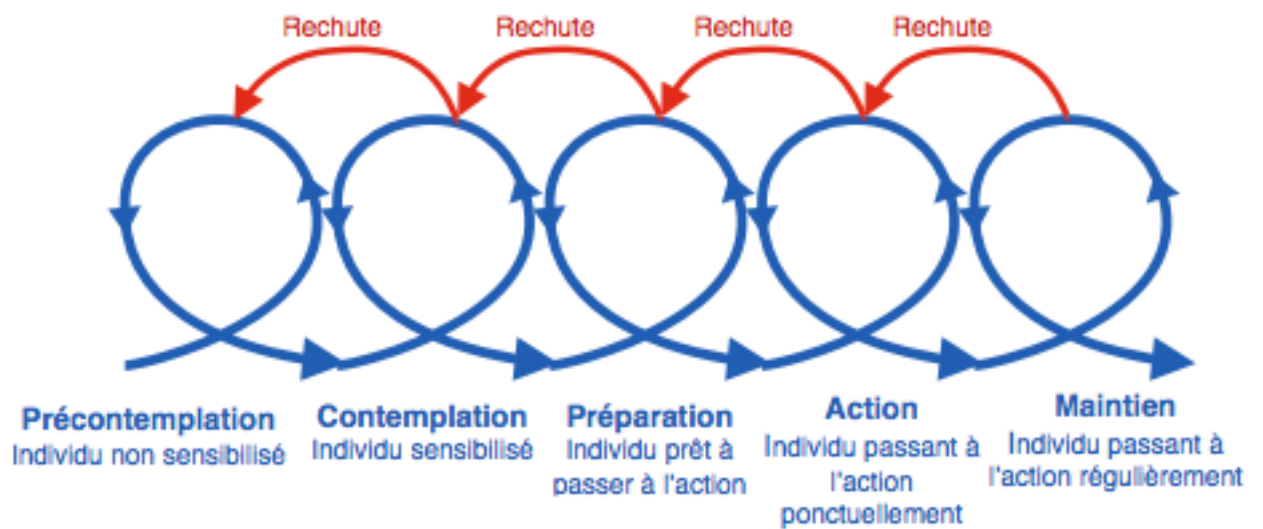 Rechute
Rechute
Rechute
Rechute
Précontemplation
Individu non sensibilisé
Contemplation
Individu sensibilisé
Préparation
Individu prêt à
passer à l'action
Action
Individu passant à
l'action
ponctuellement
Maintien
Individu passant à
l'action régulièrement